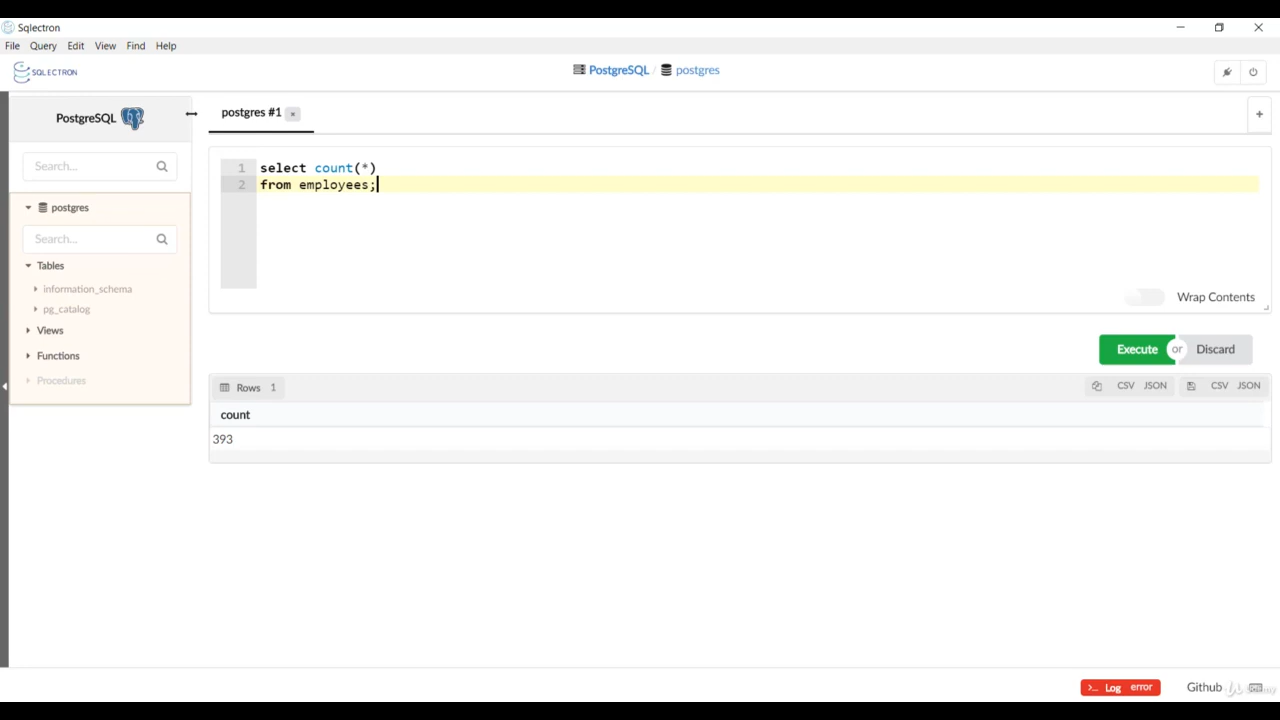 Sqlectron
File Query Edit View Find Help
SQLECTRON
PostgreSQL / postgres
PostgreSQL
postgres #1 ×
+
Search...
1 select count(*)
2 from employees;
postgres
Search...
Tables
information_schema
pg_catalog
Views
Functions
Procedures
Wrap Contents
Execute or Discard
Rows 1
CSV JSON CSV JSON
count
393
>_ Log error
Github
Udemy